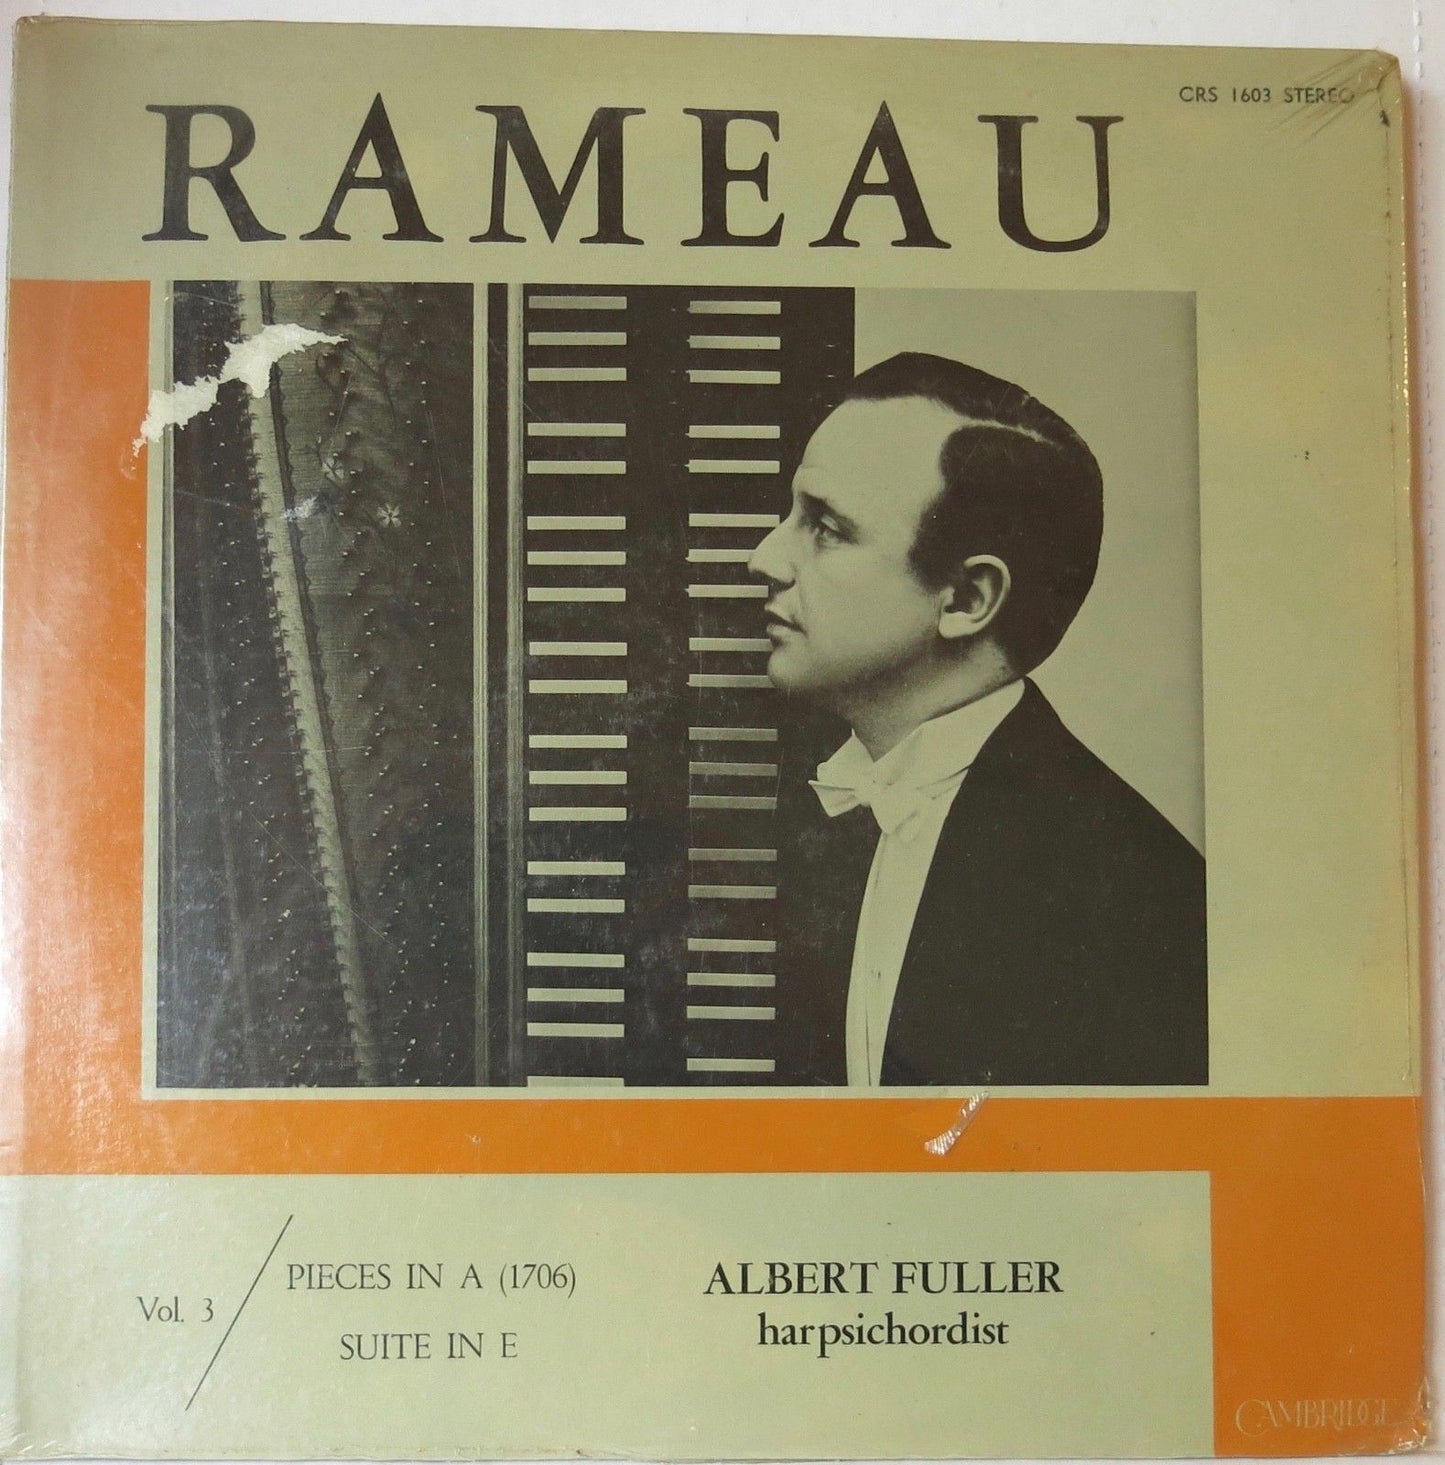 CRS 1603 STEREO
RAMEAU
Vol. 3
PIECES IN A (1706)
SUITE IN E
ALBERT FULLER
harpsichordist
CAMBRIDGE